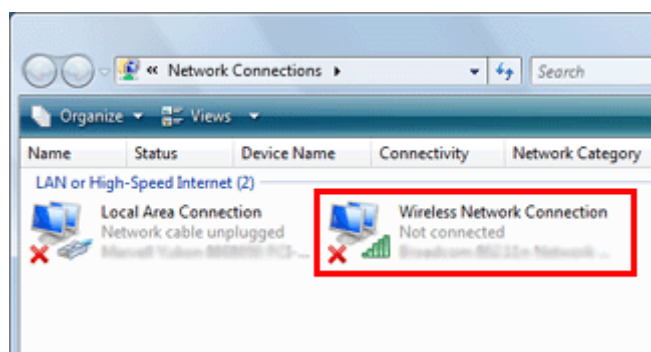 « Network Connections
Search
Organize Views
Name Status Device Name Connectivity Network Category
LAN or High-Speed Internet (2)
Local Area Connection
Network cable unplugged
Wireless Network Connection
Not connected